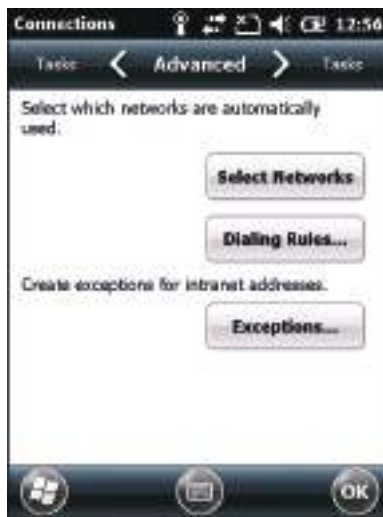 Connections 12:56
Tasks Advanced Tasks
Select which networks are automatically
used.
Select Networks
Dialing Rules...
Create exceptions for intranet addresses.
Exceptions...
OK